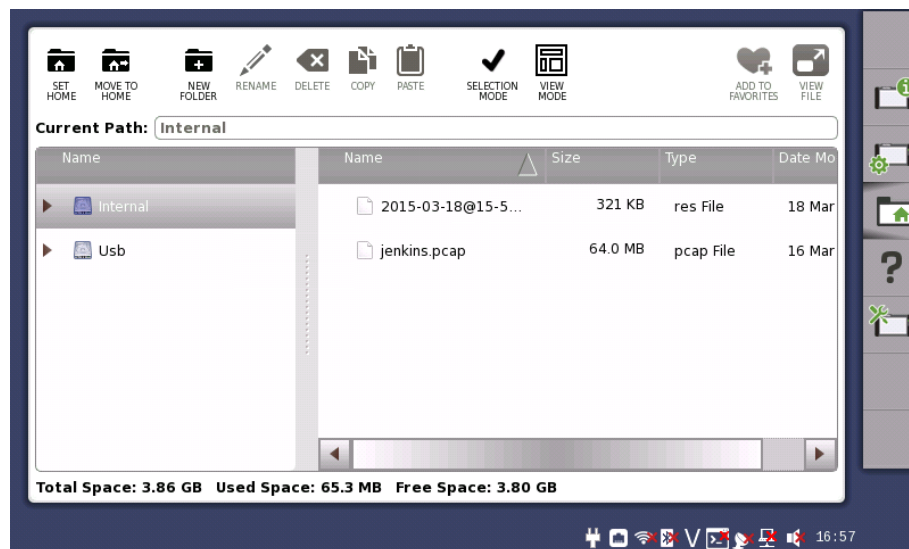 SET HOME
MOVE TO HOME
NEW FOLDER
RENAME
DELETE
COPY
PASTE
SELECTION MODE
VIEW MODE
ADD TO FAVORITES
VIEW FILE
Current Path: Internal
Name
Name Size Type Date Mo
Internal
2015-03-18@15-5... 321 KB res File 18 Mar
Usb
jenkins.pcap 64.0 MB pcap File 16 Mar
?
Total Space: 3.86 GB Used Space: 65.3 MB Free Space: 3.80 GB
V 16:57